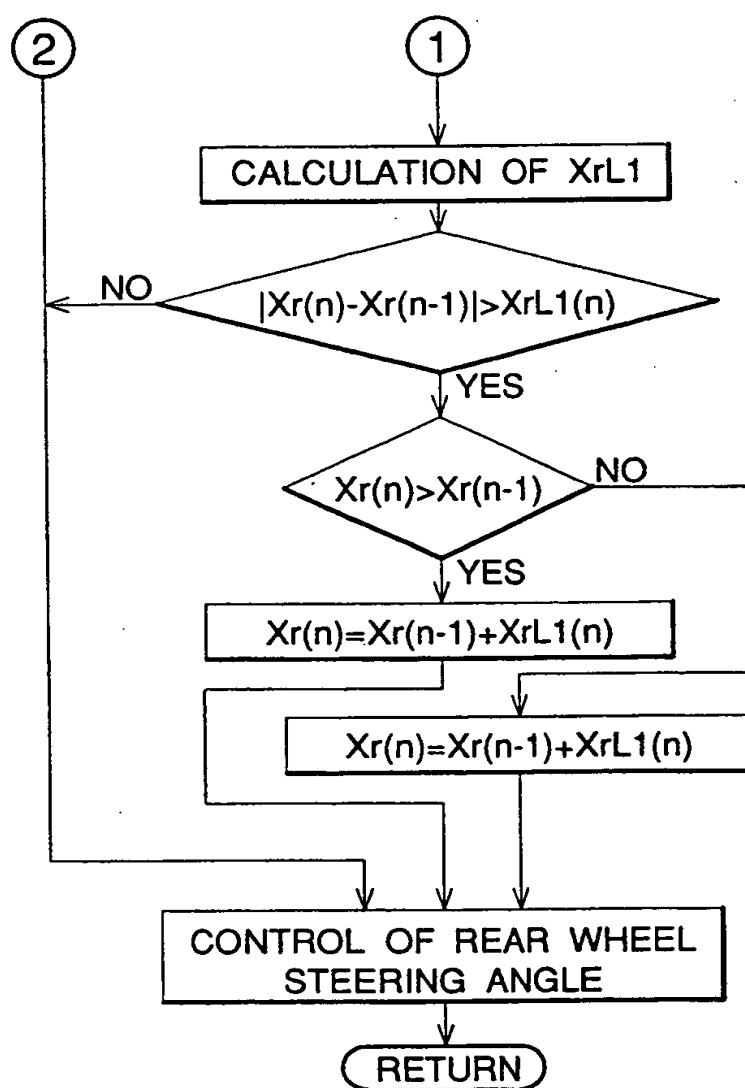 2
1
CALCULATION OF XrL1
NO
|Xr(n)-Xr(n-1)|>XrL1(n)
YES
Xr(n)>Xr(n-1)
NO
YES
Xr(n)=Xr(n-1)+XrL1(n)
Xr(n)=Xr(n-1)+XrL1(n)
CONTROL OF REAR WHEEL
STEERING ANGLE
RETURN